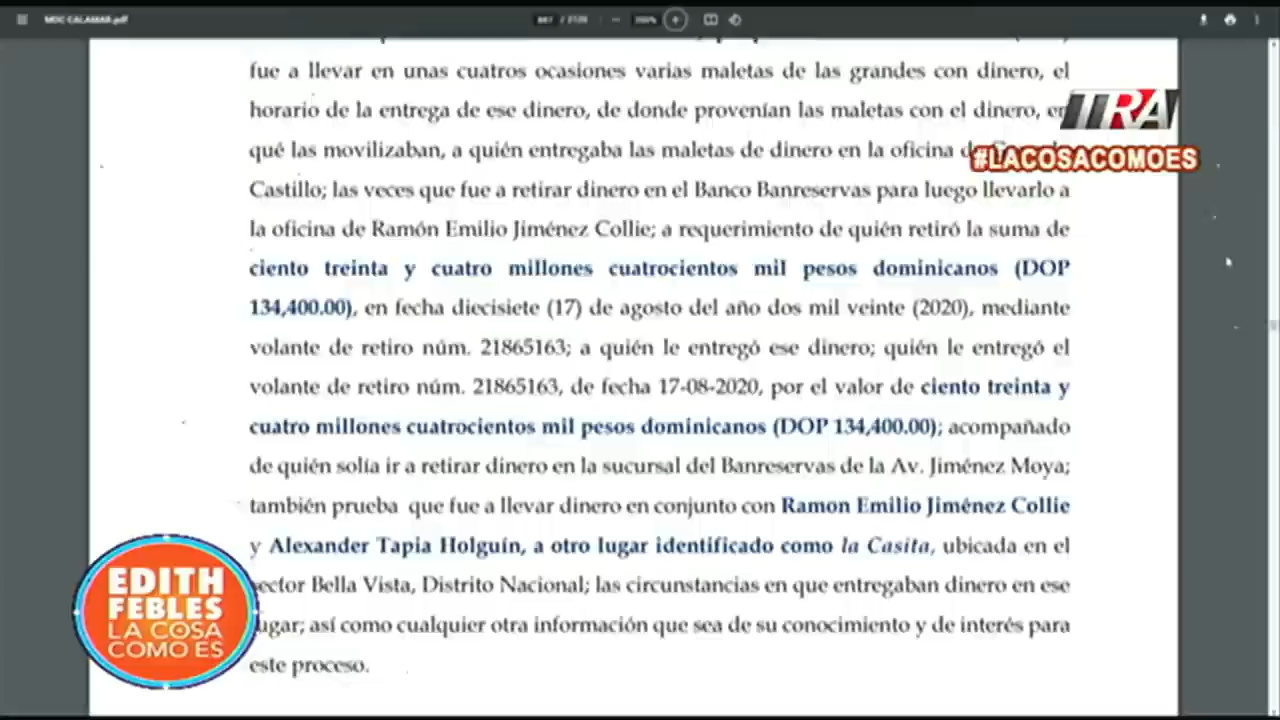 MDC CALAMAR.pdf
fue a llevar en unas cuatros ocasiones varias maletas de las grandes con dinero, el
TRA
horario de la entrega de ese dinero, de donde provenían las maletas con el dinero, en
qué las movilizaban, a quién entregaba las maletas de dinero en la oficina de
#LACOSACOMOES
Castillo; las veces que fue a retirar dinero en el Banco Banreservas para luego llevarlo a
la oficina de Ramón Emilio Jiménez Collie; a requerimiento de quién retiró la suma de
ciento treinta y cuatro millones cuatrocientos mil pesos dominicanos (DOP
134,400.00), en fecha diecisiete (17) de agosto del año dos mil veinte (2020), mediante
volante de retiro núm. 21865163; a quién le entregó ese dinero; quién le entregó el
volante de retiro núm. 21865163, de fecha 17-08-2020, por el valor de ciento treinta y
cuatro millones cuatrocientos mil pesos dominicanos (DOP 134,400.00); acompañado
de quién solía ir a retirar dinero en la sucursal del Banreservas de la Av. Jiménez Moya;
también prueba que fue a llevar dinero en conjunto con Ramon Emilio Jiménez Collie
y Alexander Tapia Holguín, a otro lugar identificado como la Casita, ubicada en el
sector Bella Vista, Distrito Nacional; las circunstancias en que entregaban dinero en ese
lugar; así como cualquier otra información que sea de su conocimiento y de interés para
este proceso.
EDITH
FEBLES
LA COSA
COMO ES